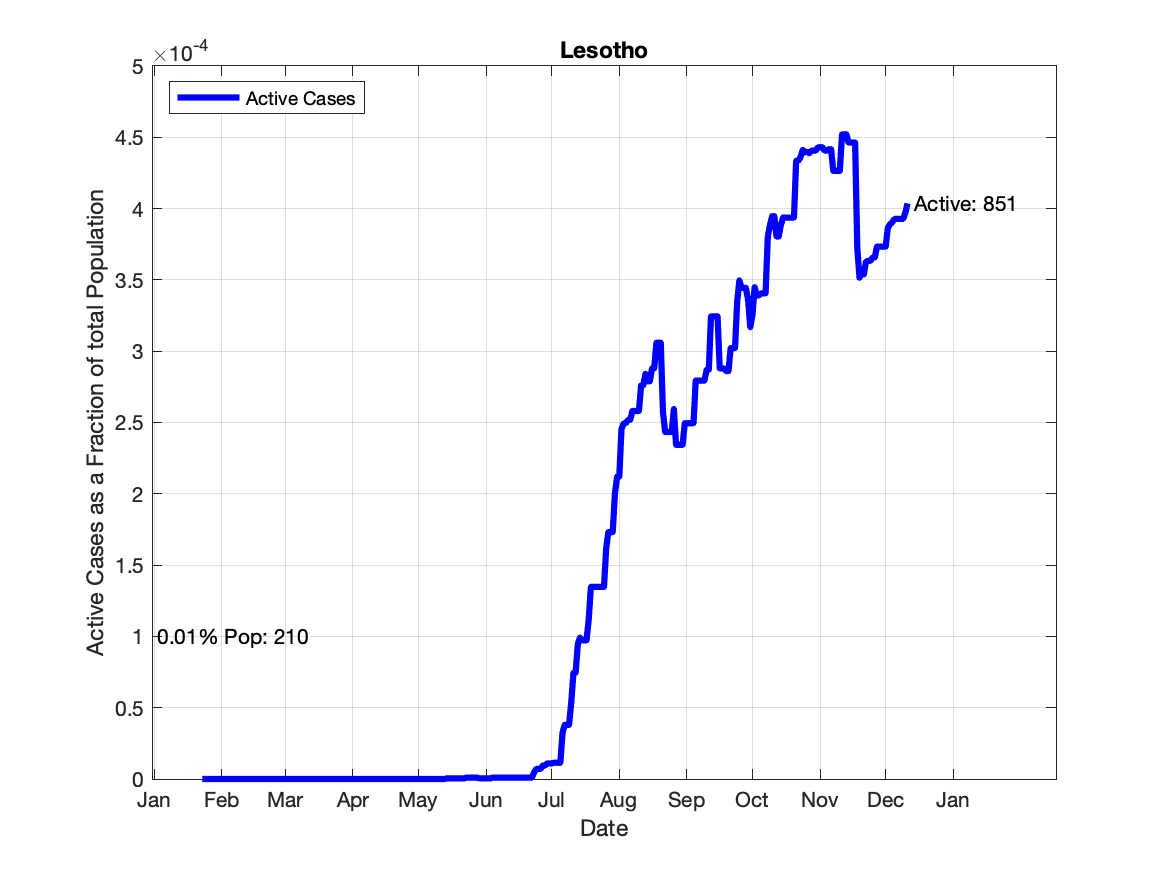 Lesotho
×10-4
Active Cases
5
4.5
4
3.5
3
2.5
2
1.5
1
0.5
0
Active: 851
0.01% Pop: 210
Active Cases as a Fraction of total Population
Jan Feb Mar Apr May Jun Jul Aug Sep Oct Nov Dec Jan
Date